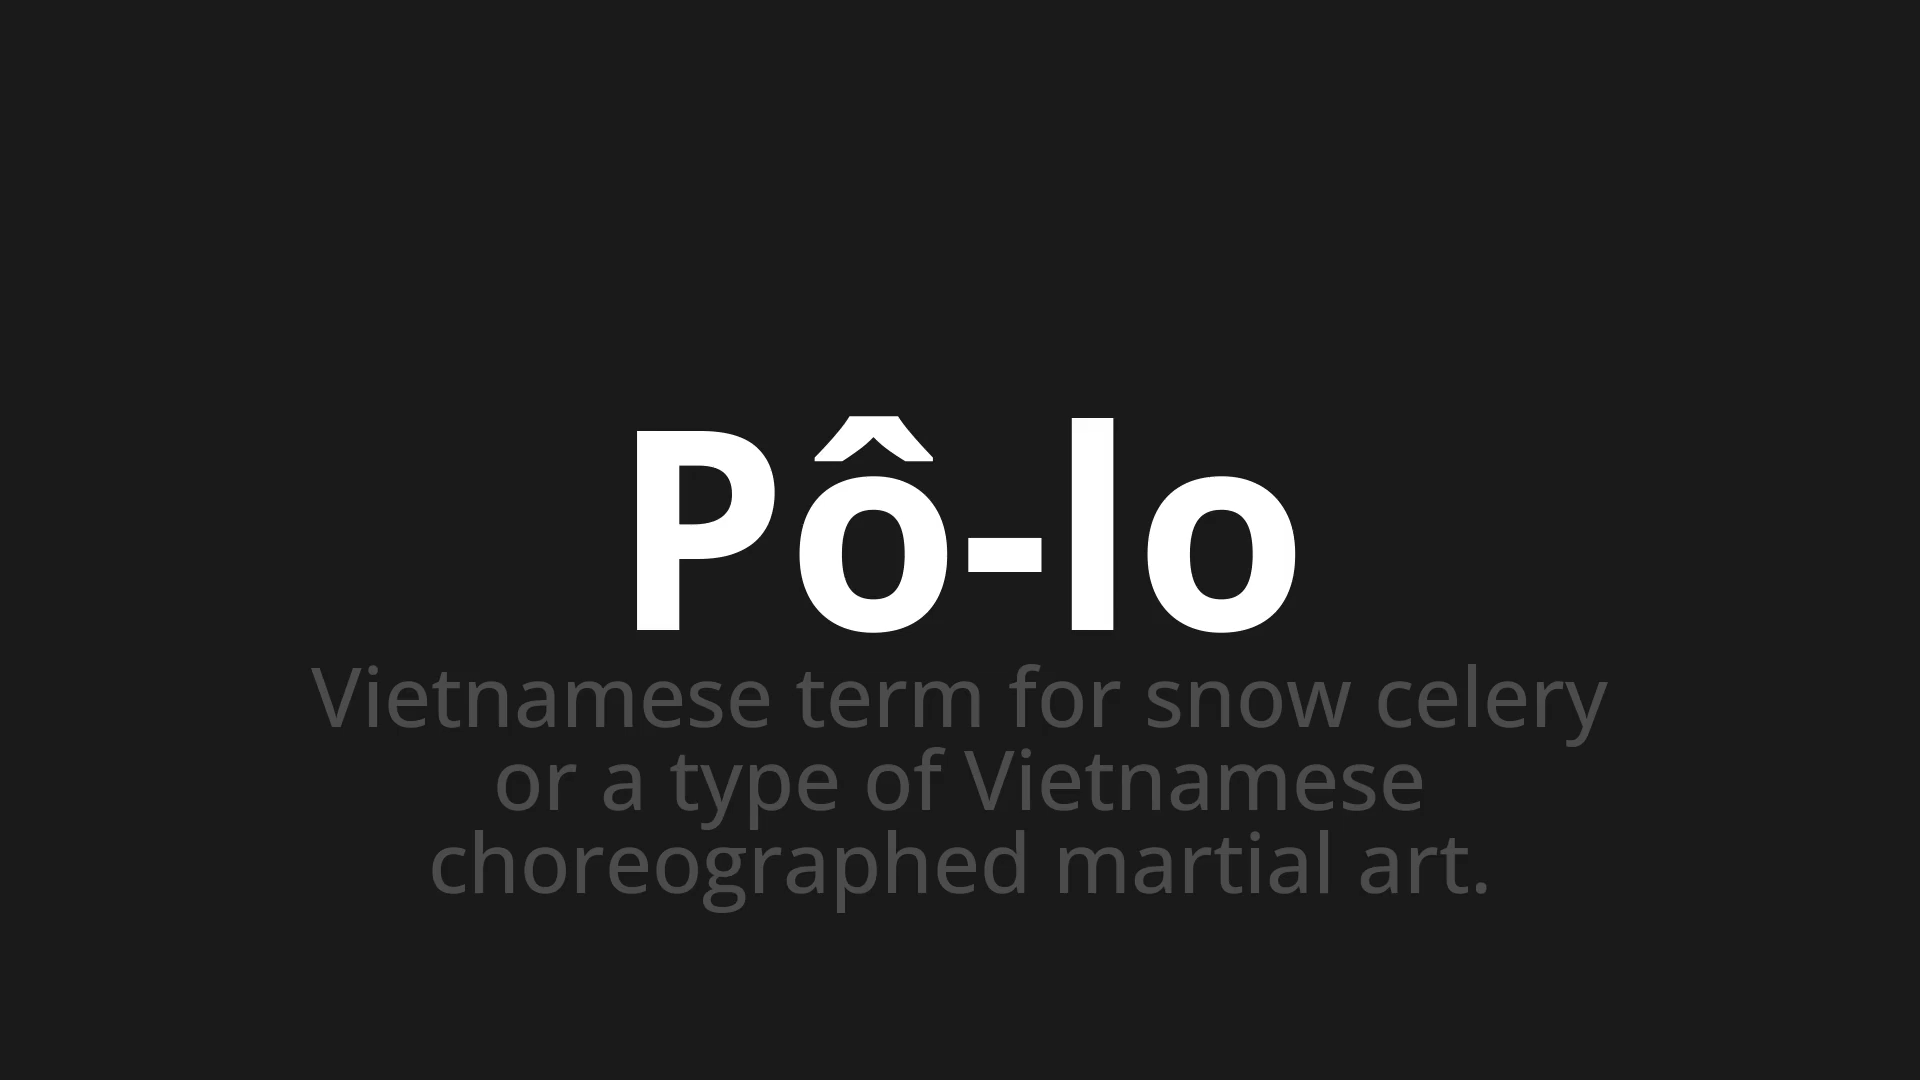 Pô-lo
Vietnamese term for snow celery
or a type of Vietnamese
choreographed martial art.